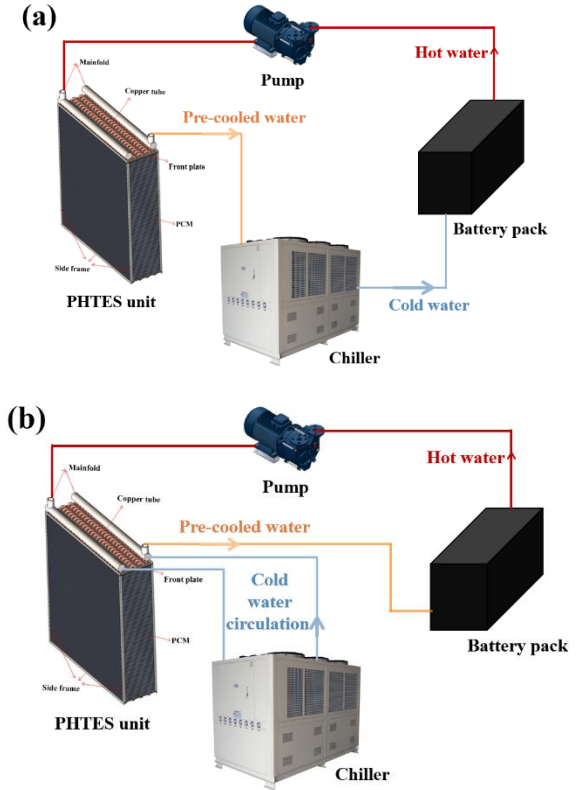 (a)
Mainfold
Copper tube
Pump
Hot water
Pre-cooled water
Front plate
PCM
Battery pack
Side frame
PHTES unit
Cold water
Chiller
(b)
Mainfold
Copper tube
Pump
Hot water
Pre-cooled water
Front plate
Cold
water
circulation
PCM
Battery pack
Side frame
PHTES unit
Chiller